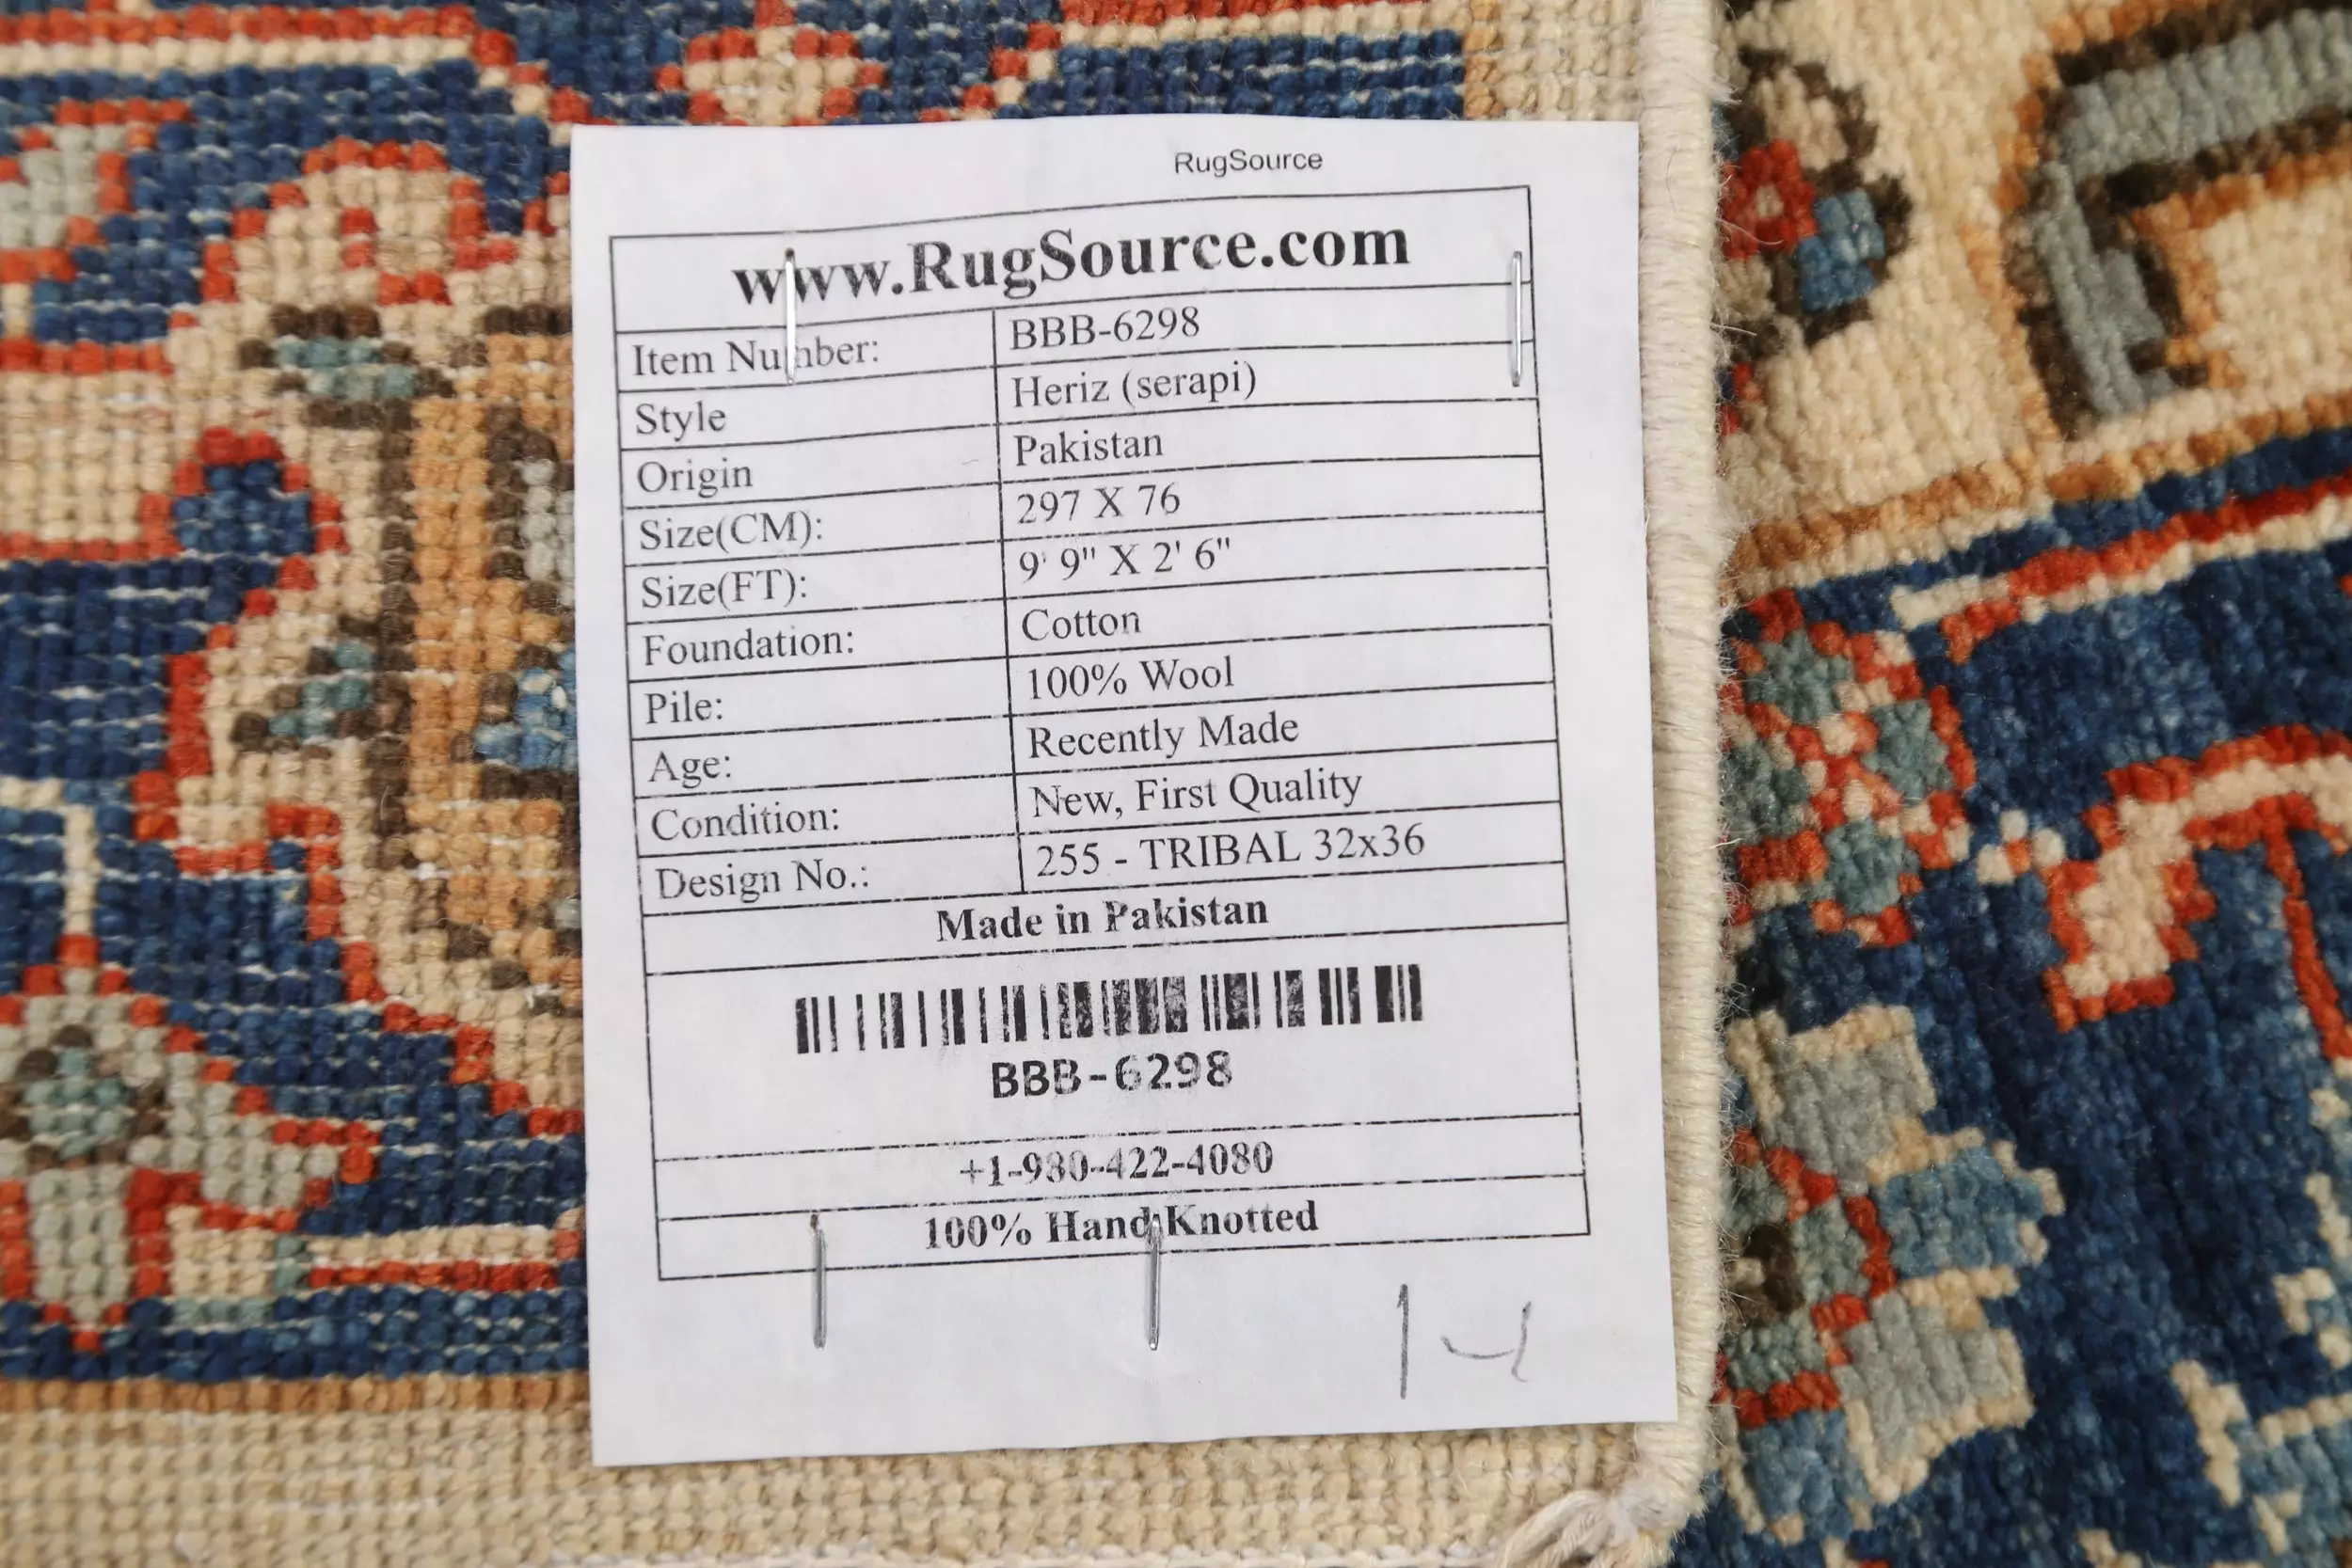 RugSource
www.RugSource.com
Item Number: BBB-6298
Style Heriz (serapi)
Origin Pakistan
Size(CM): 297 X 76
Size(FT): 9' 9" X 2' 6"
Foundation: Cotton
Pile: 100% Wool
Age: Recently Made
Condition: New, First Quality
Design No.: 255 - TRIBAL 32x36
Made in Pakistan
BBB-6298
+1-980-422-4080
100% Hand Knotted